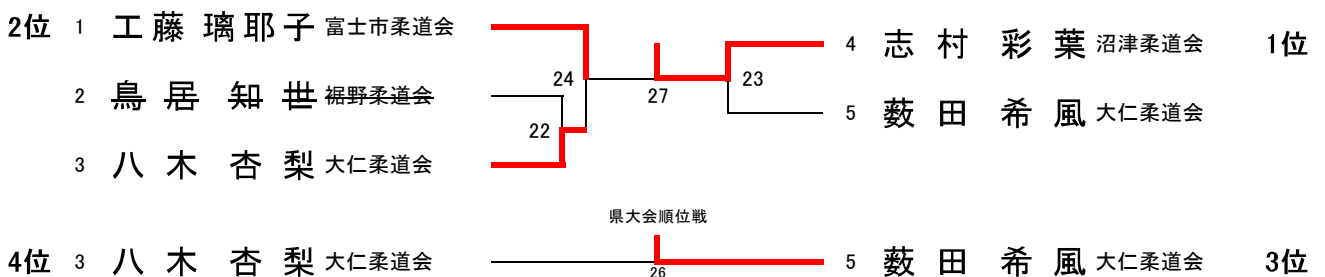 2位 1 工藤 璃耶子 富士市柔道会
2 鳥居 知世 裾野柔道会
3 八木 杏梨 大仁柔道会
24
22
27
23
4 志村 彩葉 沼津柔道会 1位
5 薮田 希風 大仁柔道会
県大会順位戦
4位 3 八木 杏梨 大仁柔道会
26
5 薮田 希風 大仁柔道会 3位